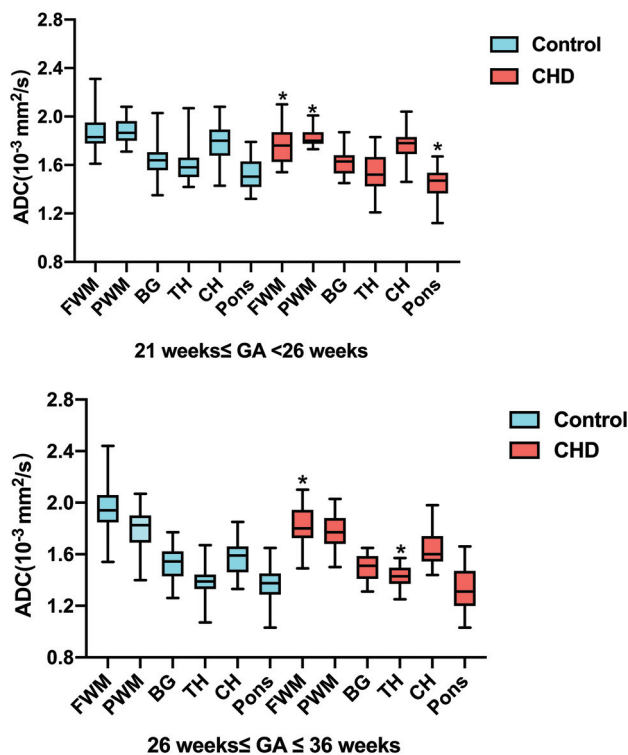 2.8
2.4
2.0
1.6
1.2
0.8
ADC(10⁻³ mm²/s)
Control
CHD
* * *
FWM PWM BG TH CH Pons FWM PWM BG TH CH Pons
21 weeks≤ GA <26 weeks
2.8
2.4
2.0
1.6
1.2
0.8
ADC(10⁻³ mm²/s)
Control
CHD
* *
FWM PWM BG TH CH Pons FWM PWM BG TH CH Pons
26 weeks≤ GA ≤ 36 weeks